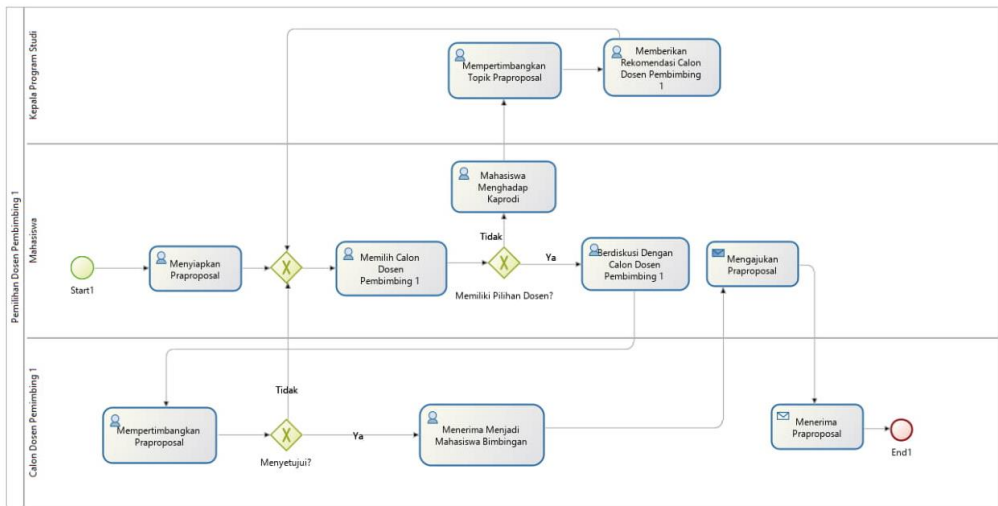 Pemilihan Dosen Pembimbing 1
Kepala Program Studi
Mempertimbangkan
Topik Praproposal
Memberikan
Rekomendasi Calon
Dosen Pembimbing
1
Mahasiswa
Mahasiswa
Menghadap
Kaprodi
Tidak
Start1
Menyiapkan
Praproposal
Memilih Calon
Dosen
Pembimbing 1
Memiliki Pilihan Dosen?
Ya
Berdiskusi Dengan
Calon Dosen
Pembimbing 1
Mengajukan
Praproposal
Calon Dosen Pemimbing 1
Tidak
Mempertimbangkan
Praproposal
Menyetujui?
Ya
Menerima Menjadi
Mahasiswa Bimbingan
Menerima
Praproposal
End1